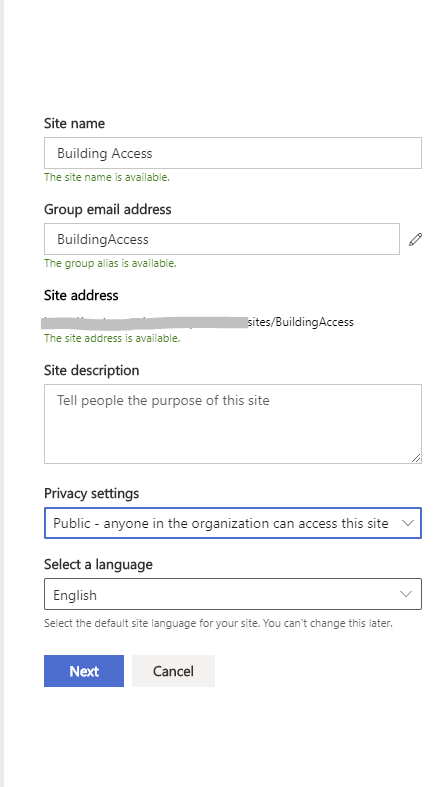 Site name
Building Access
The site name is available.
Group email address
BuildingAccess
The group alias is available.
Site address
sites/BuildingAccess
The site address is available.
Site description
Tell people the purpose of this site
Privacy settings
Public - anyone in the organization can access this site
Select a language
English
Select the default site language for your site. You can't change this later.
Next
Cancel